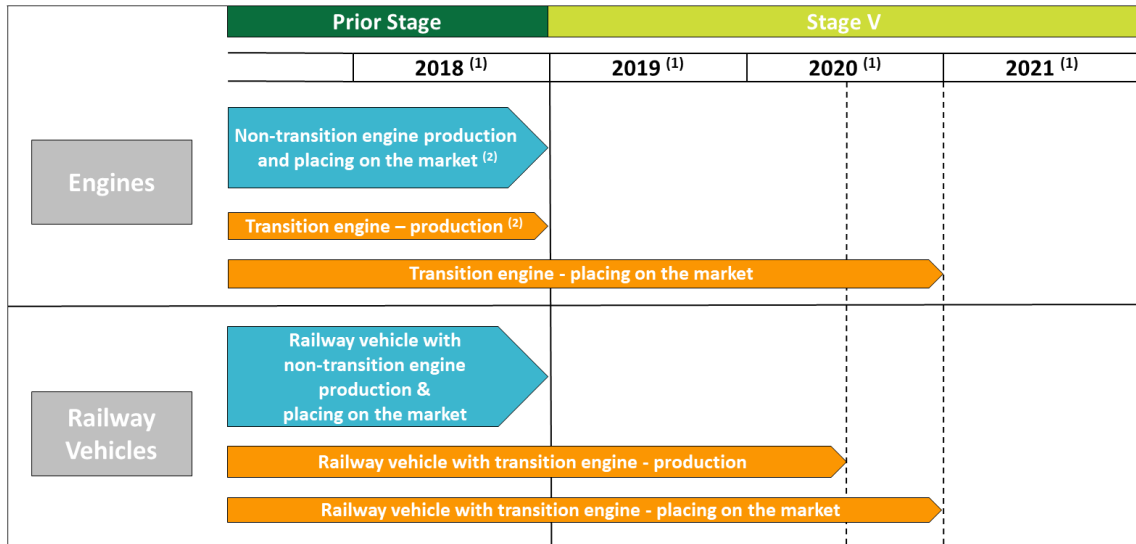 Prior Stage
Stage V
2018 (1)
2019 (1)
2020 (1)
2021 (1)
Engines
Non-transition engine production
and placing on the market (2)
Transition engine – production (2)
Transition engine - placing on the market
Railway
Vehicles
Railway vehicle with
non-transition engine
production &
placing on the market
Railway vehicle with transition engine - production
Railway vehicle with transition engine - placing on the market